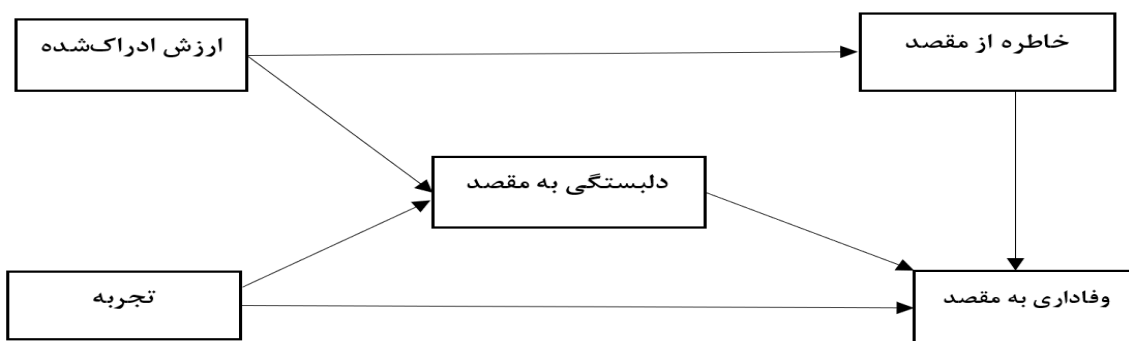 ارزش ادراک‌شده
خاطره از مقصد
دلبستگی به مقصد
تجربه
وفاداری به مقصد